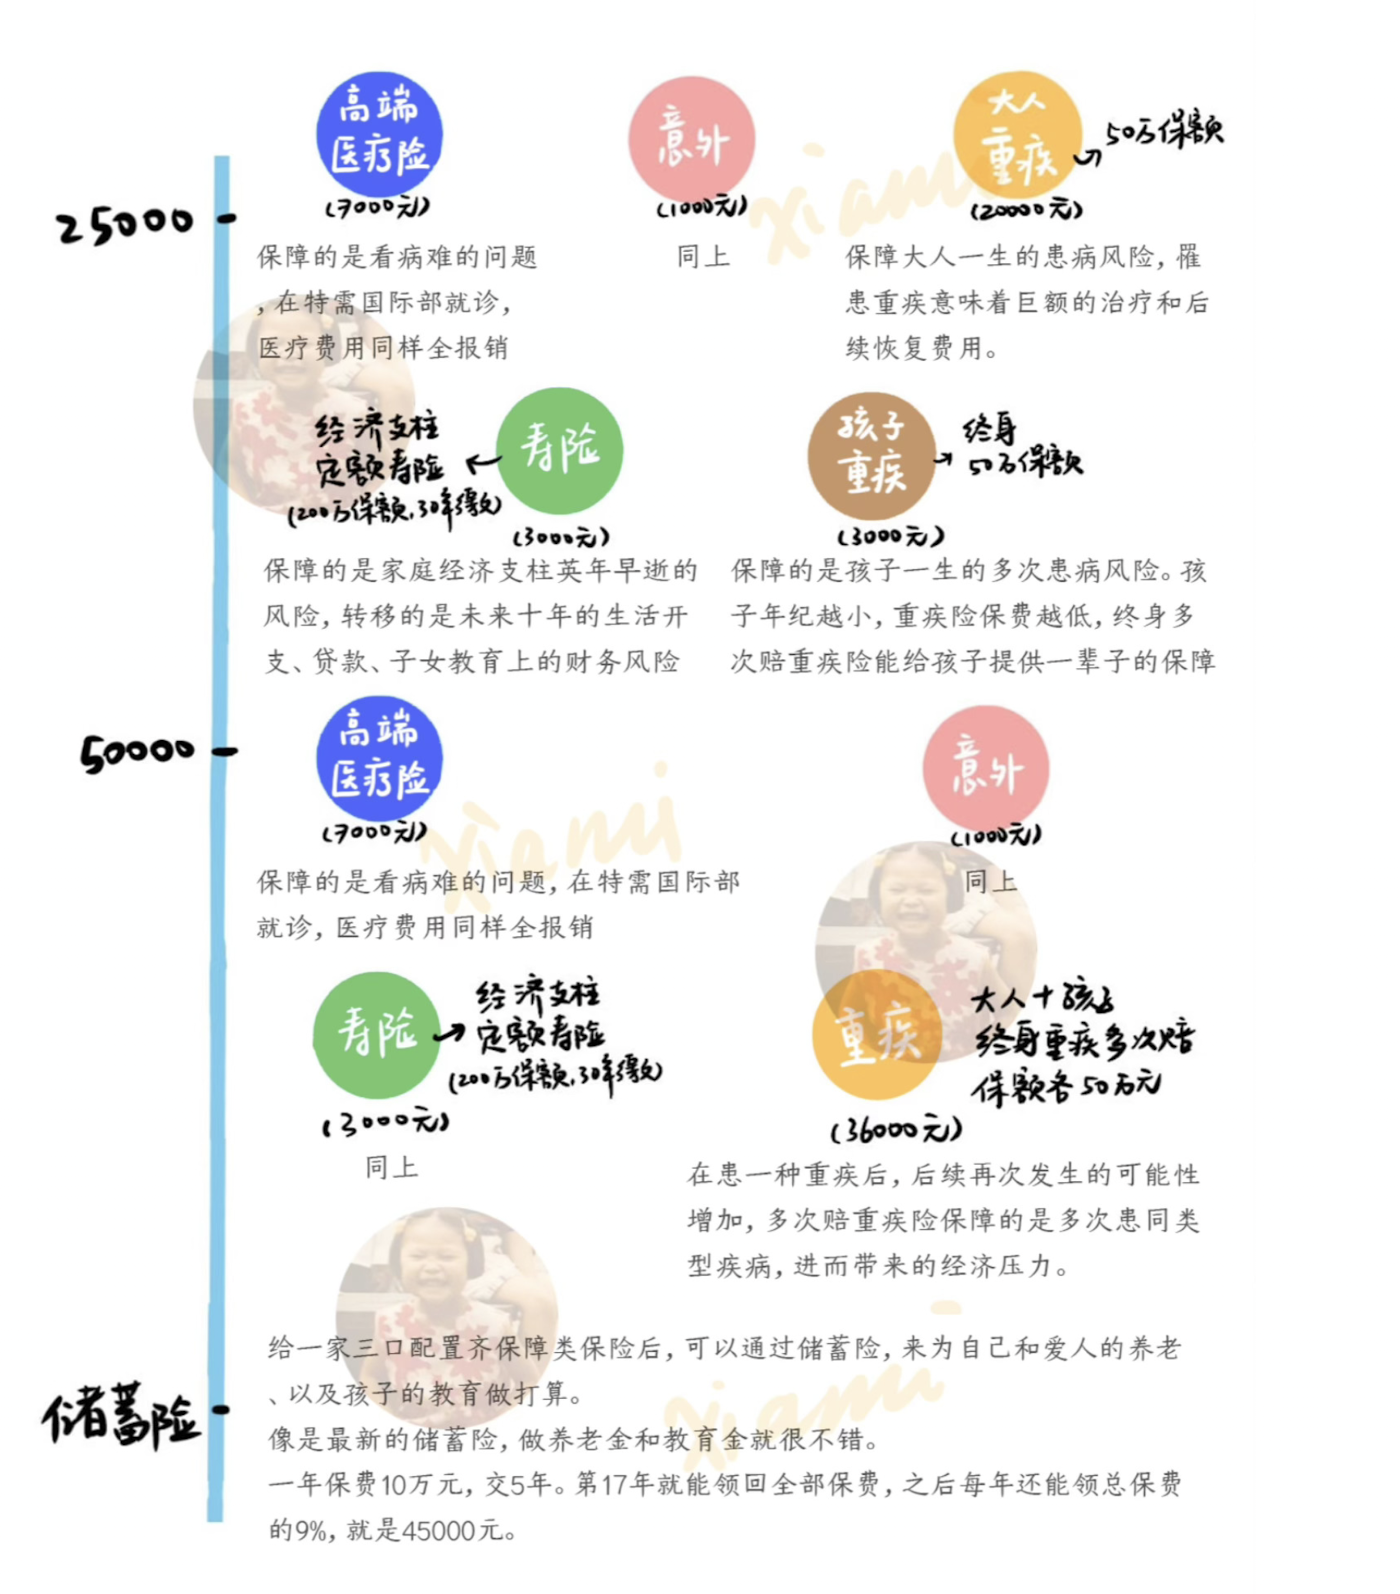 高端
医疗险
(7000元)
意外
(1000元)
大人
重疾
50万保额
(20000元)
25000
保障的是看病难的问题
,在特需国际部就诊,
医疗费用同样全报销
同上
保障大人一生的患病风险,罹
患重疾意味着巨额的治疗和后
续恢复费用。
xiami
经济支柱
定额寿险
(200万保额,30年缴)
寿险
(3000元)
孩子
重疾
终身
50万保额
(3000元)
保障的是家庭经济支柱英年早逝的
风险,转移的是未来十年的生活开
支、贷款、子女教育上的财务风险
保障的是孩子一生的多次患病风险。孩
子年纪越小,重疾险保费越低,终身多
次赔重疾险能给孩子提供一辈子的保障
50000
高端
医疗险
(7000元)
意外
(1000元)
xiami
保障的是看病难的问题,在特需国际部
就诊,医疗费用同样全报销
同上
寿险
经济支柱
定额寿险
(200万保额,30年缴)
(3000元)
同上
重疾
大人+孩子
终身重疾多次赔
保额各50万元
(36000元)
在患一种重疾后,后续再次发生的可能性
增加,多次赔重疾险保障的是多次患同类
型疾病,进而带来的经济压力。
储蓄险
给一家三口配置齐保障类保险后,可以通过储蓄险,来为自己和爱人的养老
、以及孩子的教育做打算。
像是最新的储蓄险,做养老金和教育金就很不错。
一年保费10万元,交5年。第17年就能领回全部保费,之后每年还能领总保费
的9%,就是45000元。
xiami